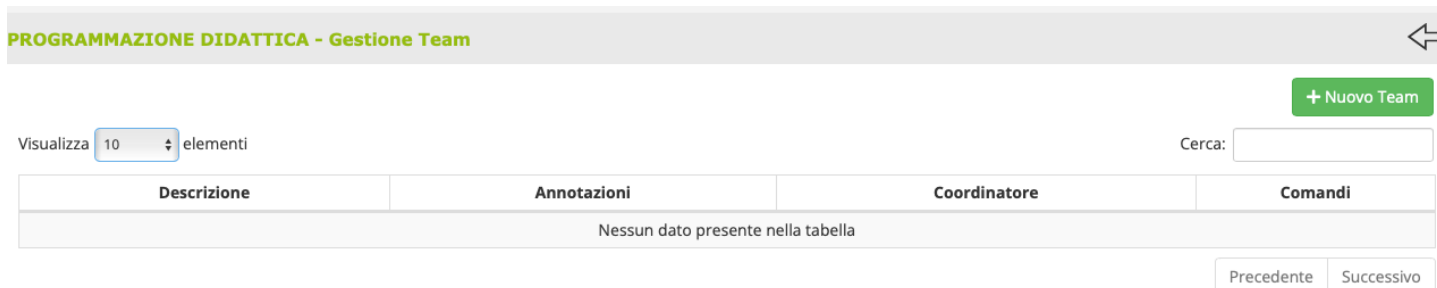 PROGRAMMAZIONE DIDATTICA - Gestione Team
+ Nuovo Team
Visualizza 10 elementi Cerca:
Descrizione Annotazioni Coordinatore Comandi
Nessun dato presente nella tabella
Precedente Successivo